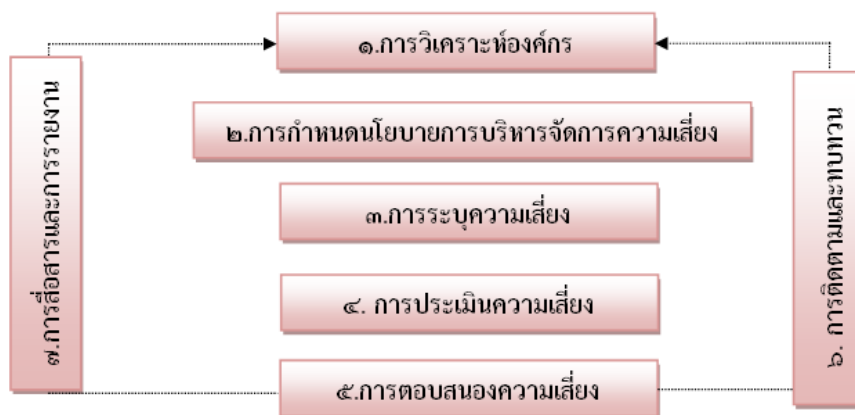 ๑.การวิเคราะห์องค์กร
๒.การกำหนดนโยบายการบริหารจัดการความเสี่ยง
๓.การระบุความเสี่ยง
๔. การประเมินความเสี่ยง
๕.การตอบสนองความเสี่ยง
๖. การติดตามและทบทวน
๗.การสื่อสารและการรายงาน